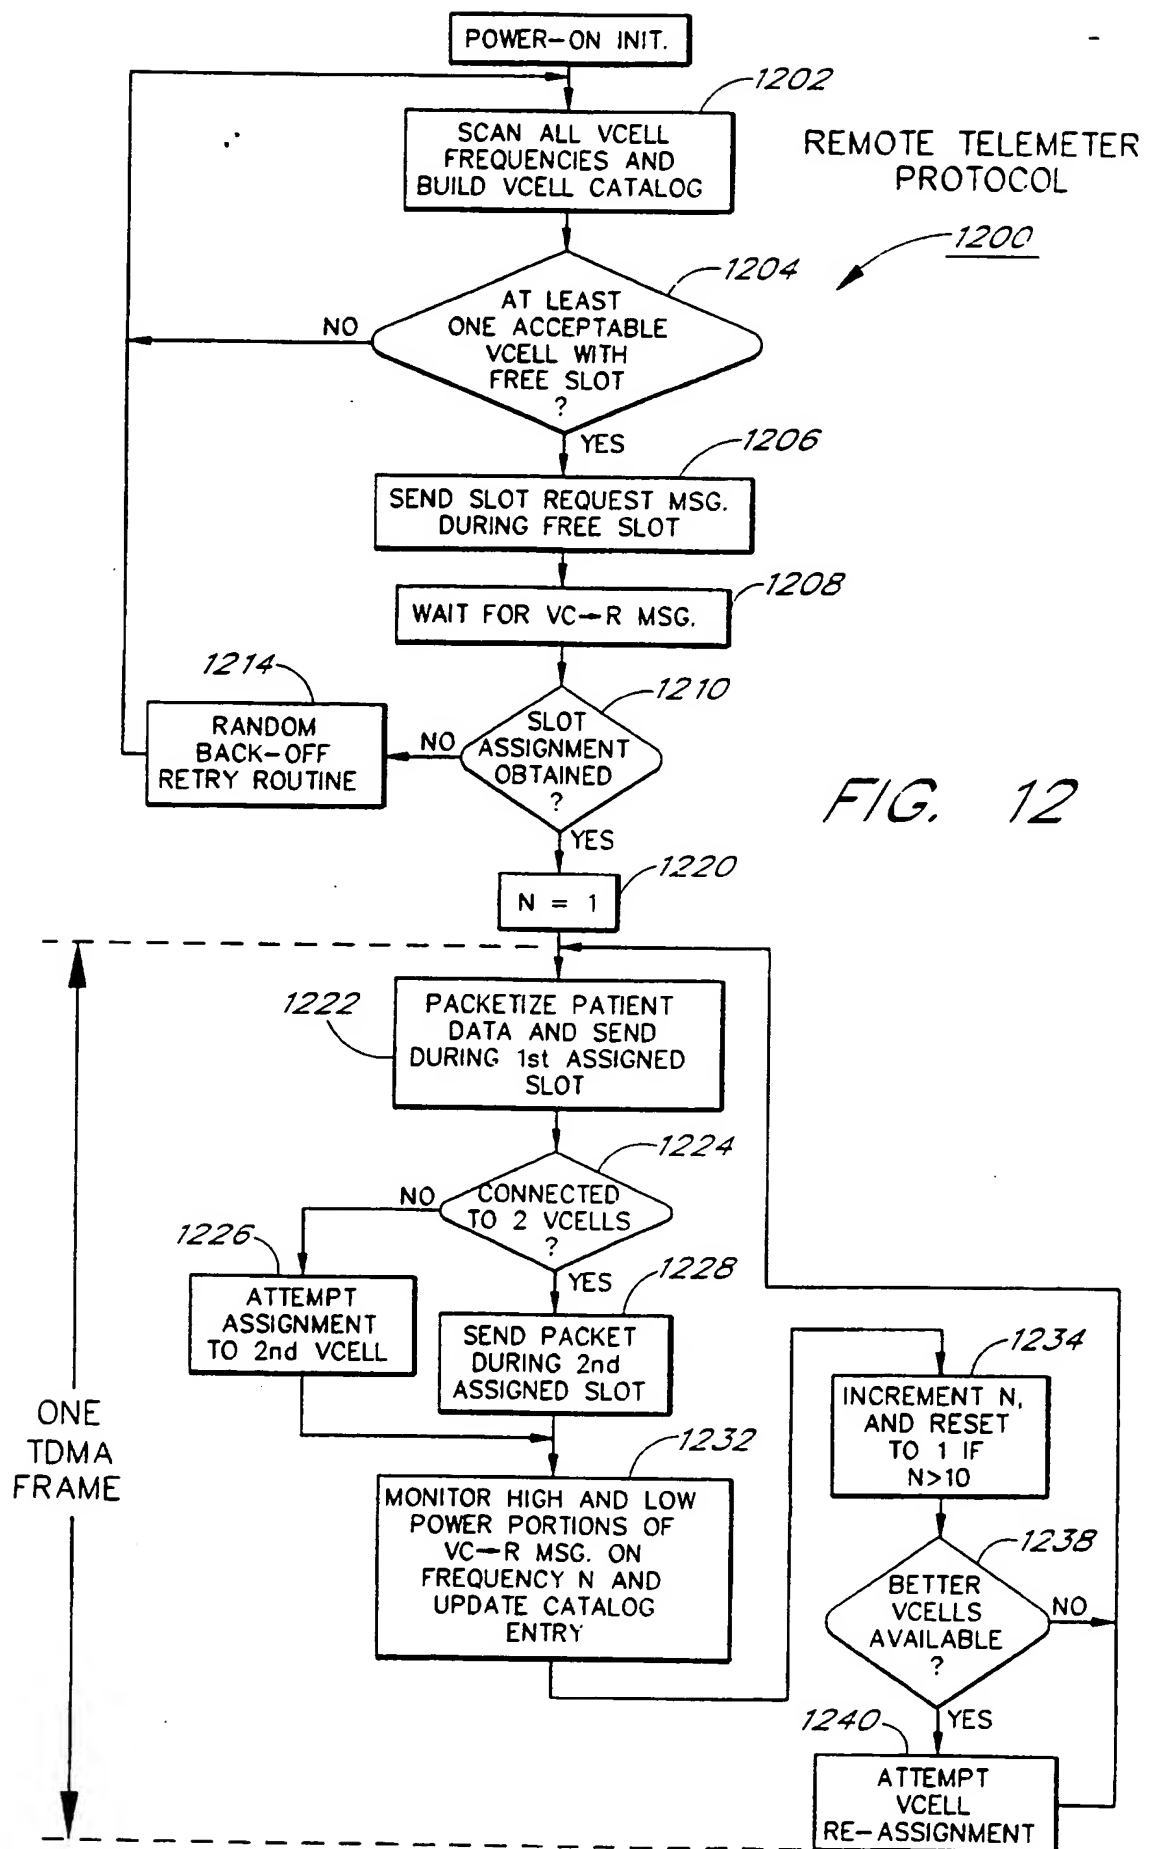 POWER-ON INIT.
1202
SCAN ALL VCELL
FREQUENCIES AND
BUILD VCELL CATALOG
REMOTE TELEMETER
PROTOCOL
1200
1204
AT LEAST
ONE ACCEPTABLE
VCELL WITH
FREE SLOT
?
NO
YES
1206
SEND SLOT REQUEST MSG.
DURING FREE SLOT
1208
WAIT FOR VC→R MSG.
1214
RANDOM
BACK-OFF
RETRY ROUTINE
1210
SLOT
ASSIGNMENT
OBTAINED
?
NO
YES
FIG. 12
1220
N = 1
1222
PACKETIZE PATIENT
DATA AND SEND
DURING 1st ASSIGNED
SLOT
1224
CONNECTED
TO 2 VCELLS
?
NO
YES
1226
ATTEMPT
ASSIGNMENT
TO 2nd VCELL
1228
SEND PACKET
DURING 2nd
ASSIGNED SLOT
ONE
TDMA
FRAME
1232
MONITOR HIGH AND LOW
POWER PORTIONS OF
VC→R MSG. ON
FREQUENCY N AND
UPDATE CATALOG
ENTRY
1234
INCREMENT N,
AND RESET
TO 1 IF
N>10
1238
BETTER
VCELLS
AVAILABLE
?
NO
YES
1240
ATTEMPT
VCELL
RE-ASSIGNMENT